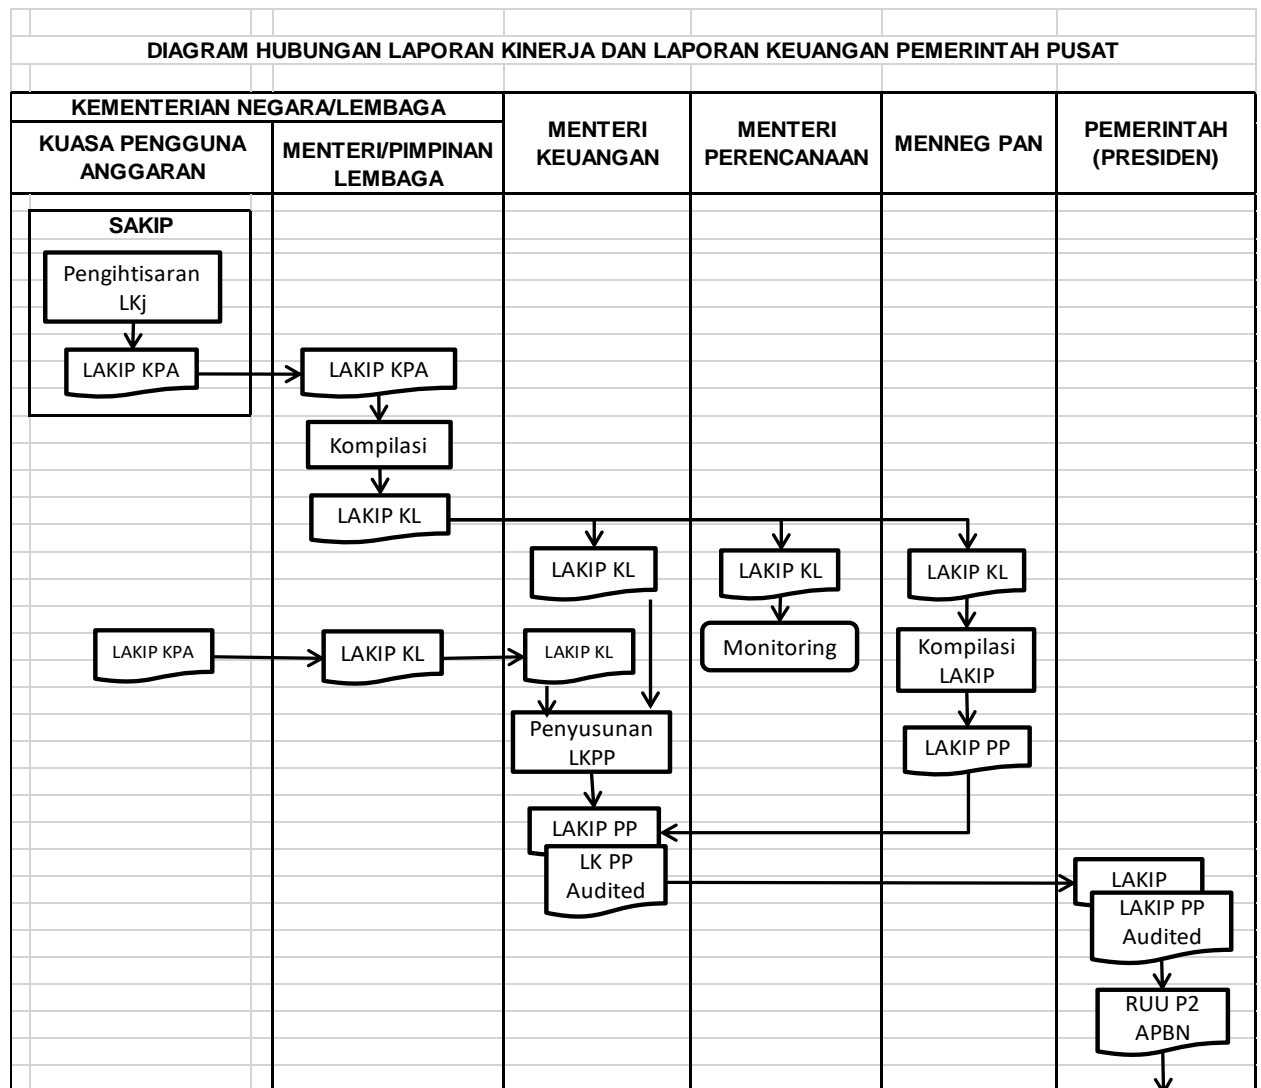 DIAGRAM HUBUNGAN LAPORAN KINERJA DAN LAPORAN KEUANGAN PEMERINTAH PUSAT
KEMENTERIAN NEGARA/LEMBAGA
KUASA PENGGUNA
ANGGARAN
MENTERI/PIMPINAN
LEMBAGA
MENTERI
KEUANGAN
MENTERI
PERENCANAAN
MENNEG PAN
PEMERINTAH
(PRESIDEN)
SAKIP
Pengihtisaran
LKj
LAKIP KPA
LAKIP KPA
Kompilasi
LAKIP KL
LAKIP KL
LAKIP KL
LAKIP KL
LAKIP KPA
LAKIP KL
LAKIP KL
Monitoring
Kompilasi
LAKIP
Penyusunan
LKPP
LAKIP PP
LAKIP PP
LK PP
Audited
LAKIP
LAKIP PP
Audited
RUU P2
APBN